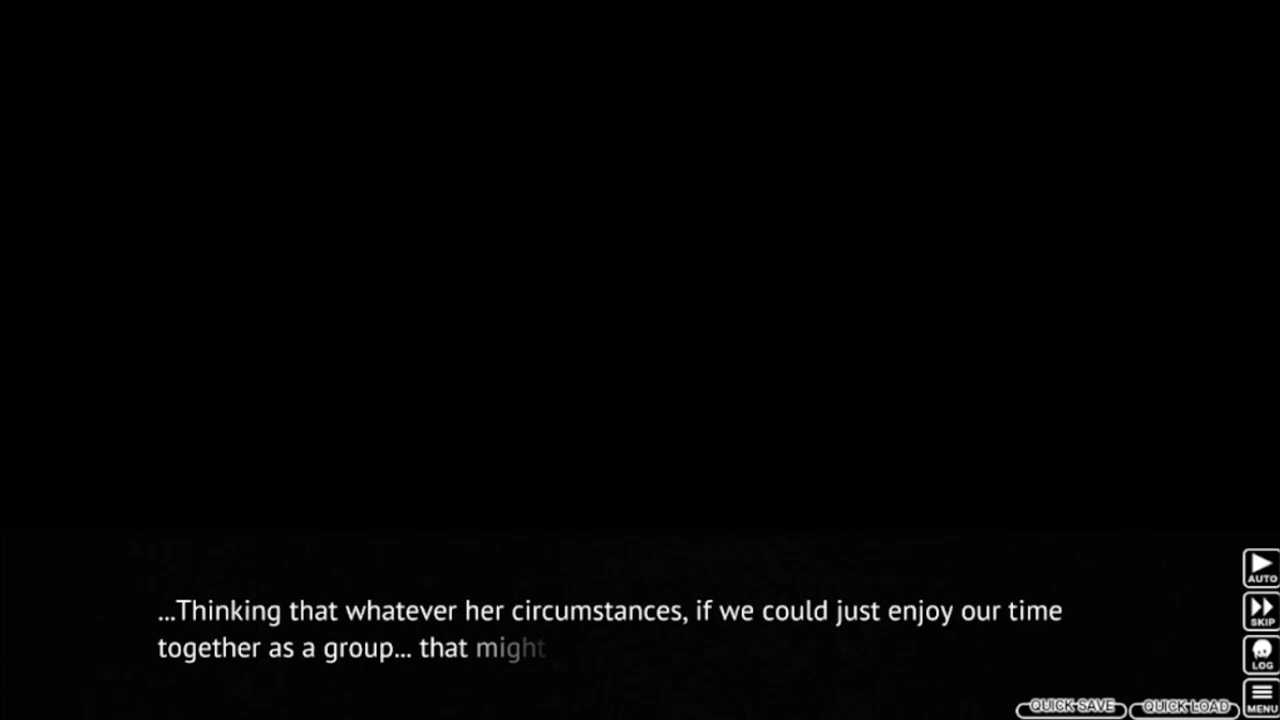 ...Thinking that whatever her circumstances, if we could just enjoy our time
together as a group... that might
AUTO
SKIP
LOG
MENU
QUICK SAVE QUICK LOAD